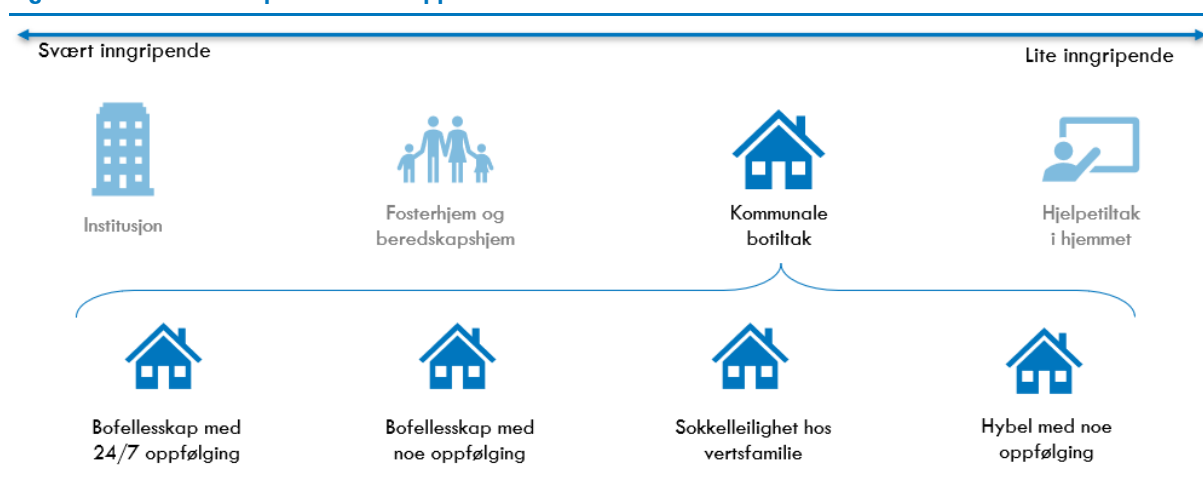 Svært inngripende
Lite inngripende
Institusjon
Fosterhjem og
beredskapshjem
Kommunale
botiltak
Hjelpetiltak
i hjemmet
Bofellesskap med
24/7 oppfølging
Bofellesskap med
noe oppfølging
Sokkelleilighet hos
vertsfamilie
Hybel med noe
oppfølging